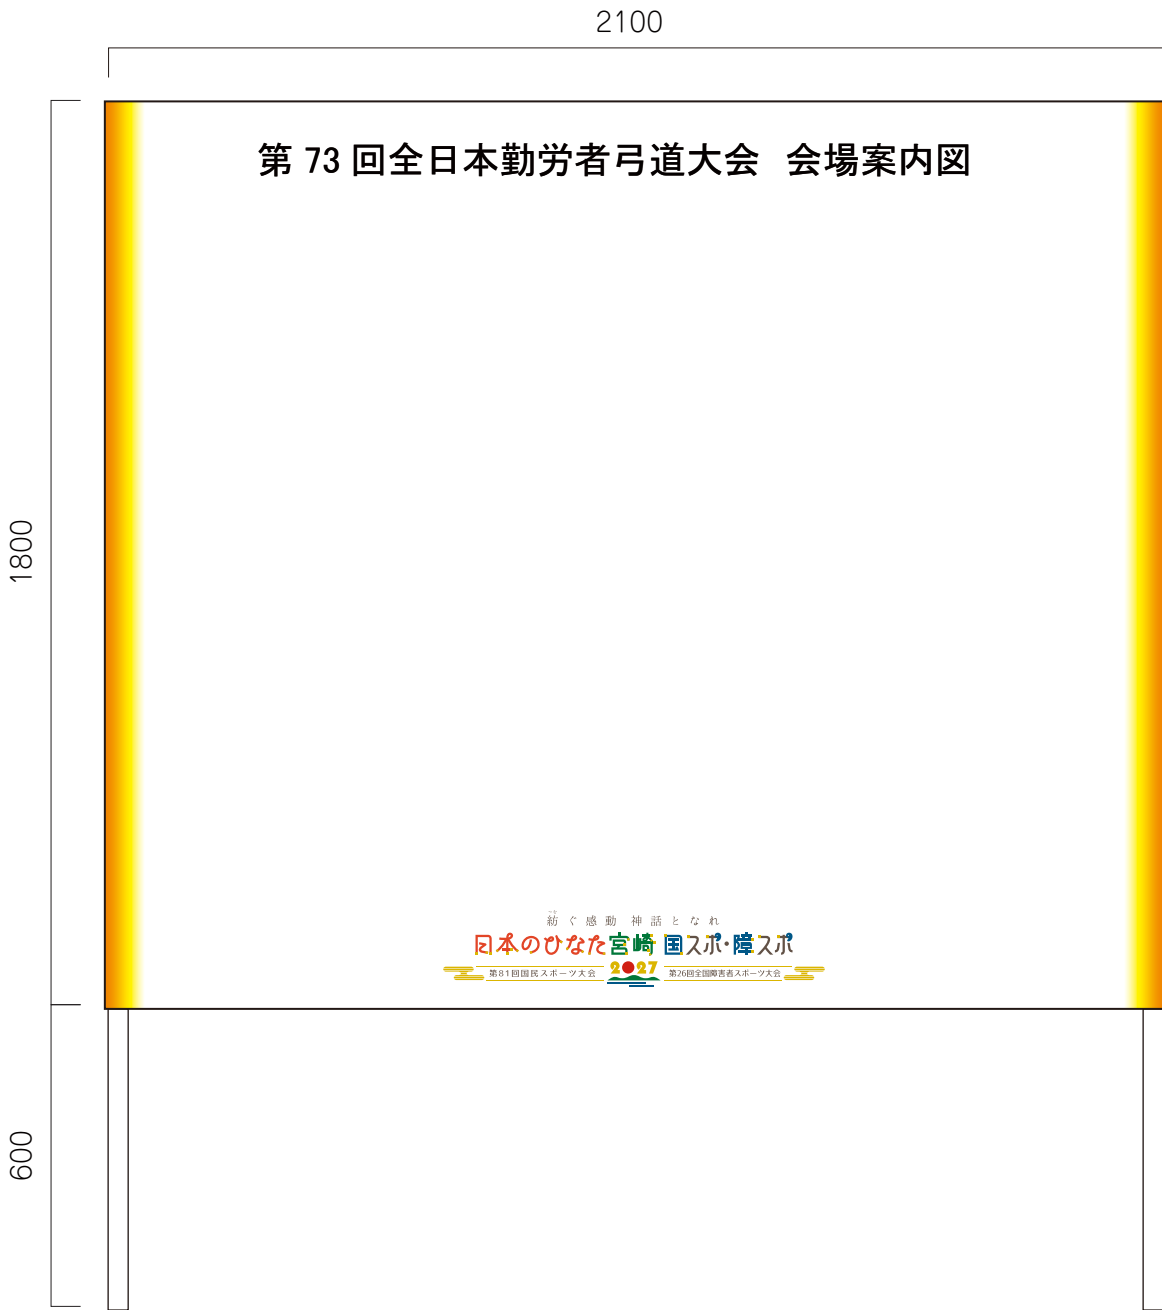 2100
第 73 回全日本勤労者弓道大会　会場案内図
1800
紡ぐ感動 神話となれ
日本のひなた宮崎 国スポ・障スポ
第81回国民スポーツ大会 2027 第26回全国障害者スポーツ大会
600